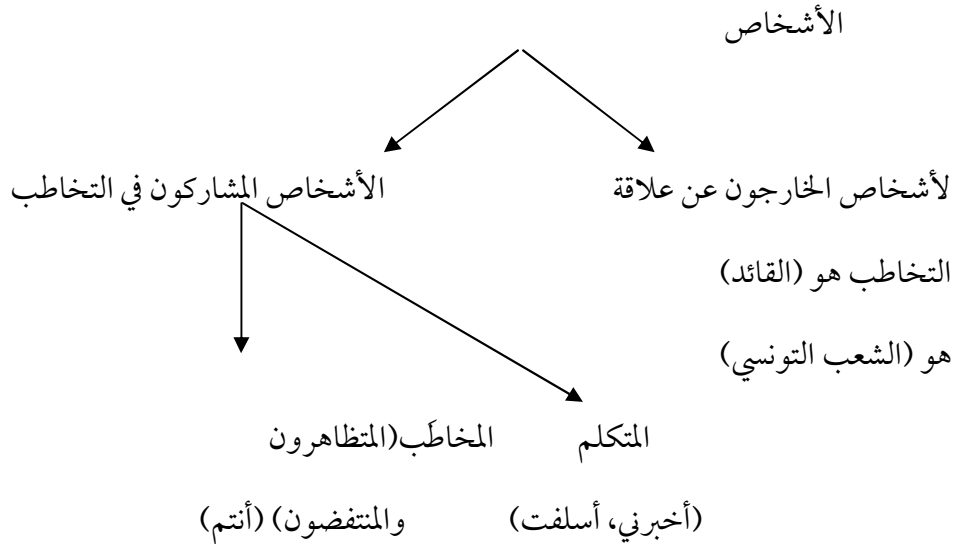 الأشخاص
لأشخاص الخارجون عن علاقة
الأشخاص المشاركون في التخاطب
التخاطب هو (القائد)
هو (الشعب التونسي)
المتكلم
المخاطَب(المتظاهرون
(أخبرني، أسلفت)
والمنتفضون) (أنتم)